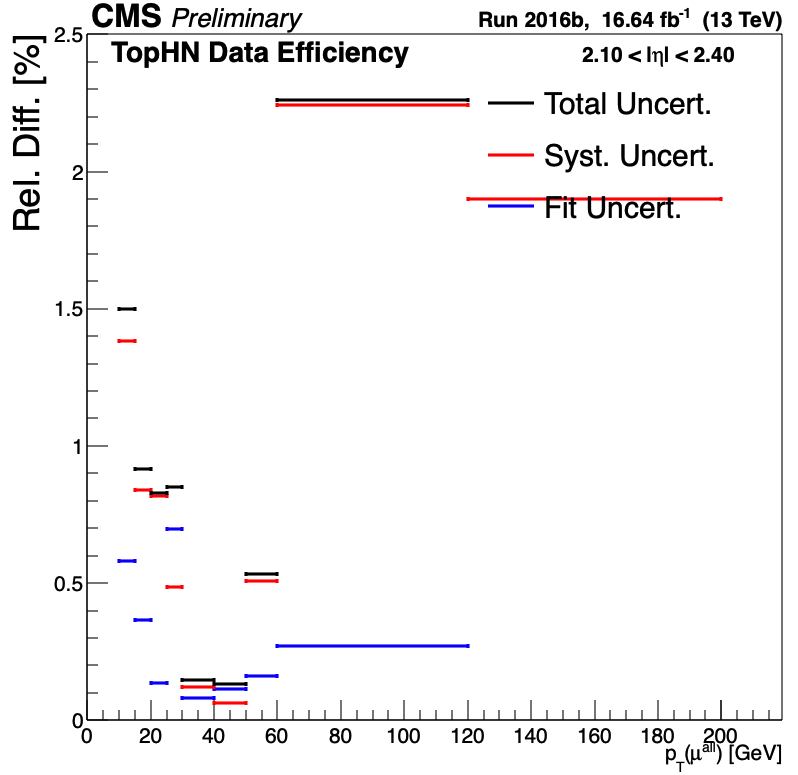 CMS Preliminary Run 2016b, 16.64 fb⁻¹ (13 TeV)
TopHN Data Efficiency 2.10 < |η| < 2.40
Rel. Diff. [%]
Total Uncert.
Syst. Uncert.
Fit Uncert.
2.5
2
1.5
1
0.5
0
0 20 40 60 80 100 120 140 160 180 200
p_T(μ^all) [GeV]